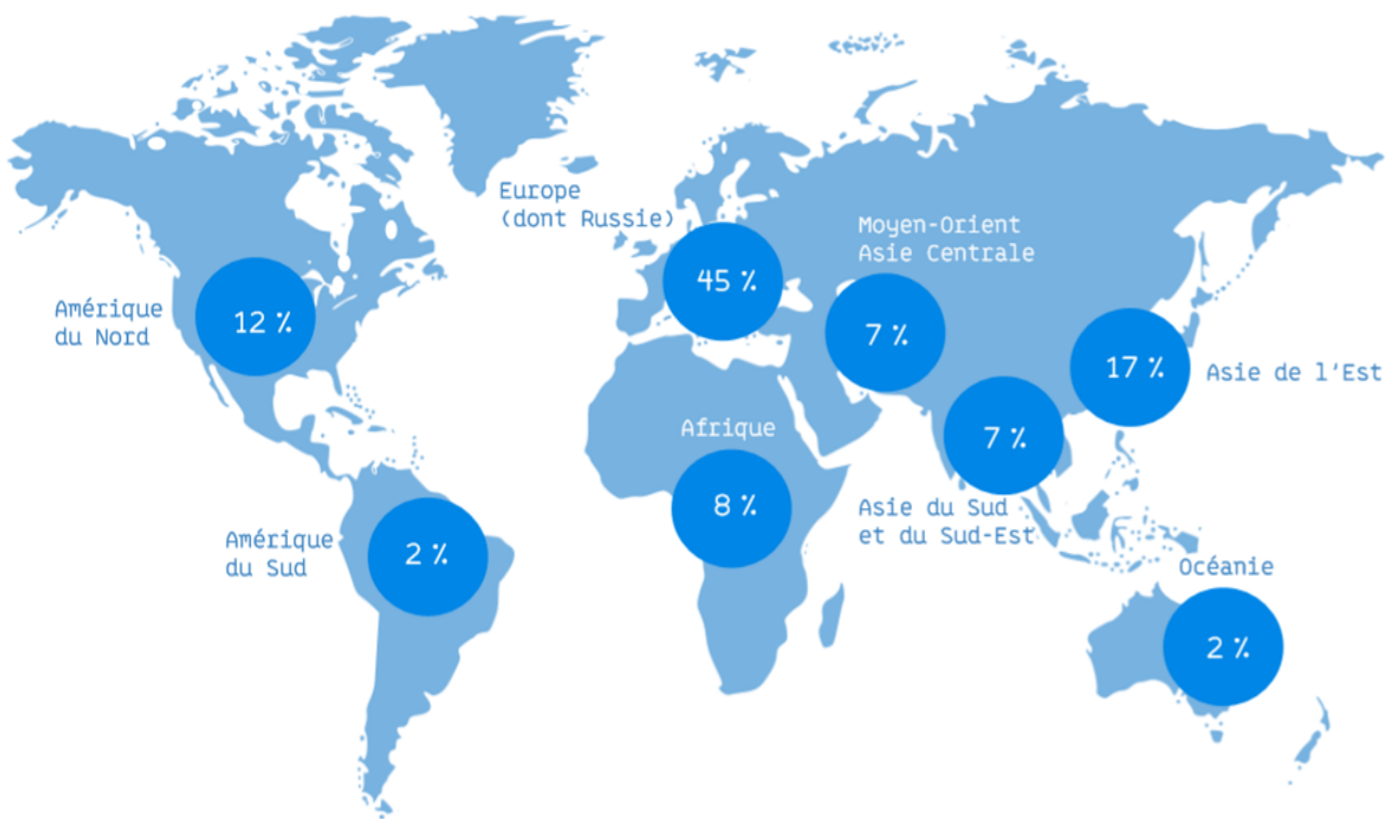 Europe
(dont Russie)
45 %
Moyen-Orient
Asie Centrale
7 %
Amérique
du Nord
12 %
17 %
Asie de l'Est
Afrique
8 %
7 %
Asie du Sud
et du Sud-Est
Amérique
du Sud
2 %
Océanie
2 %